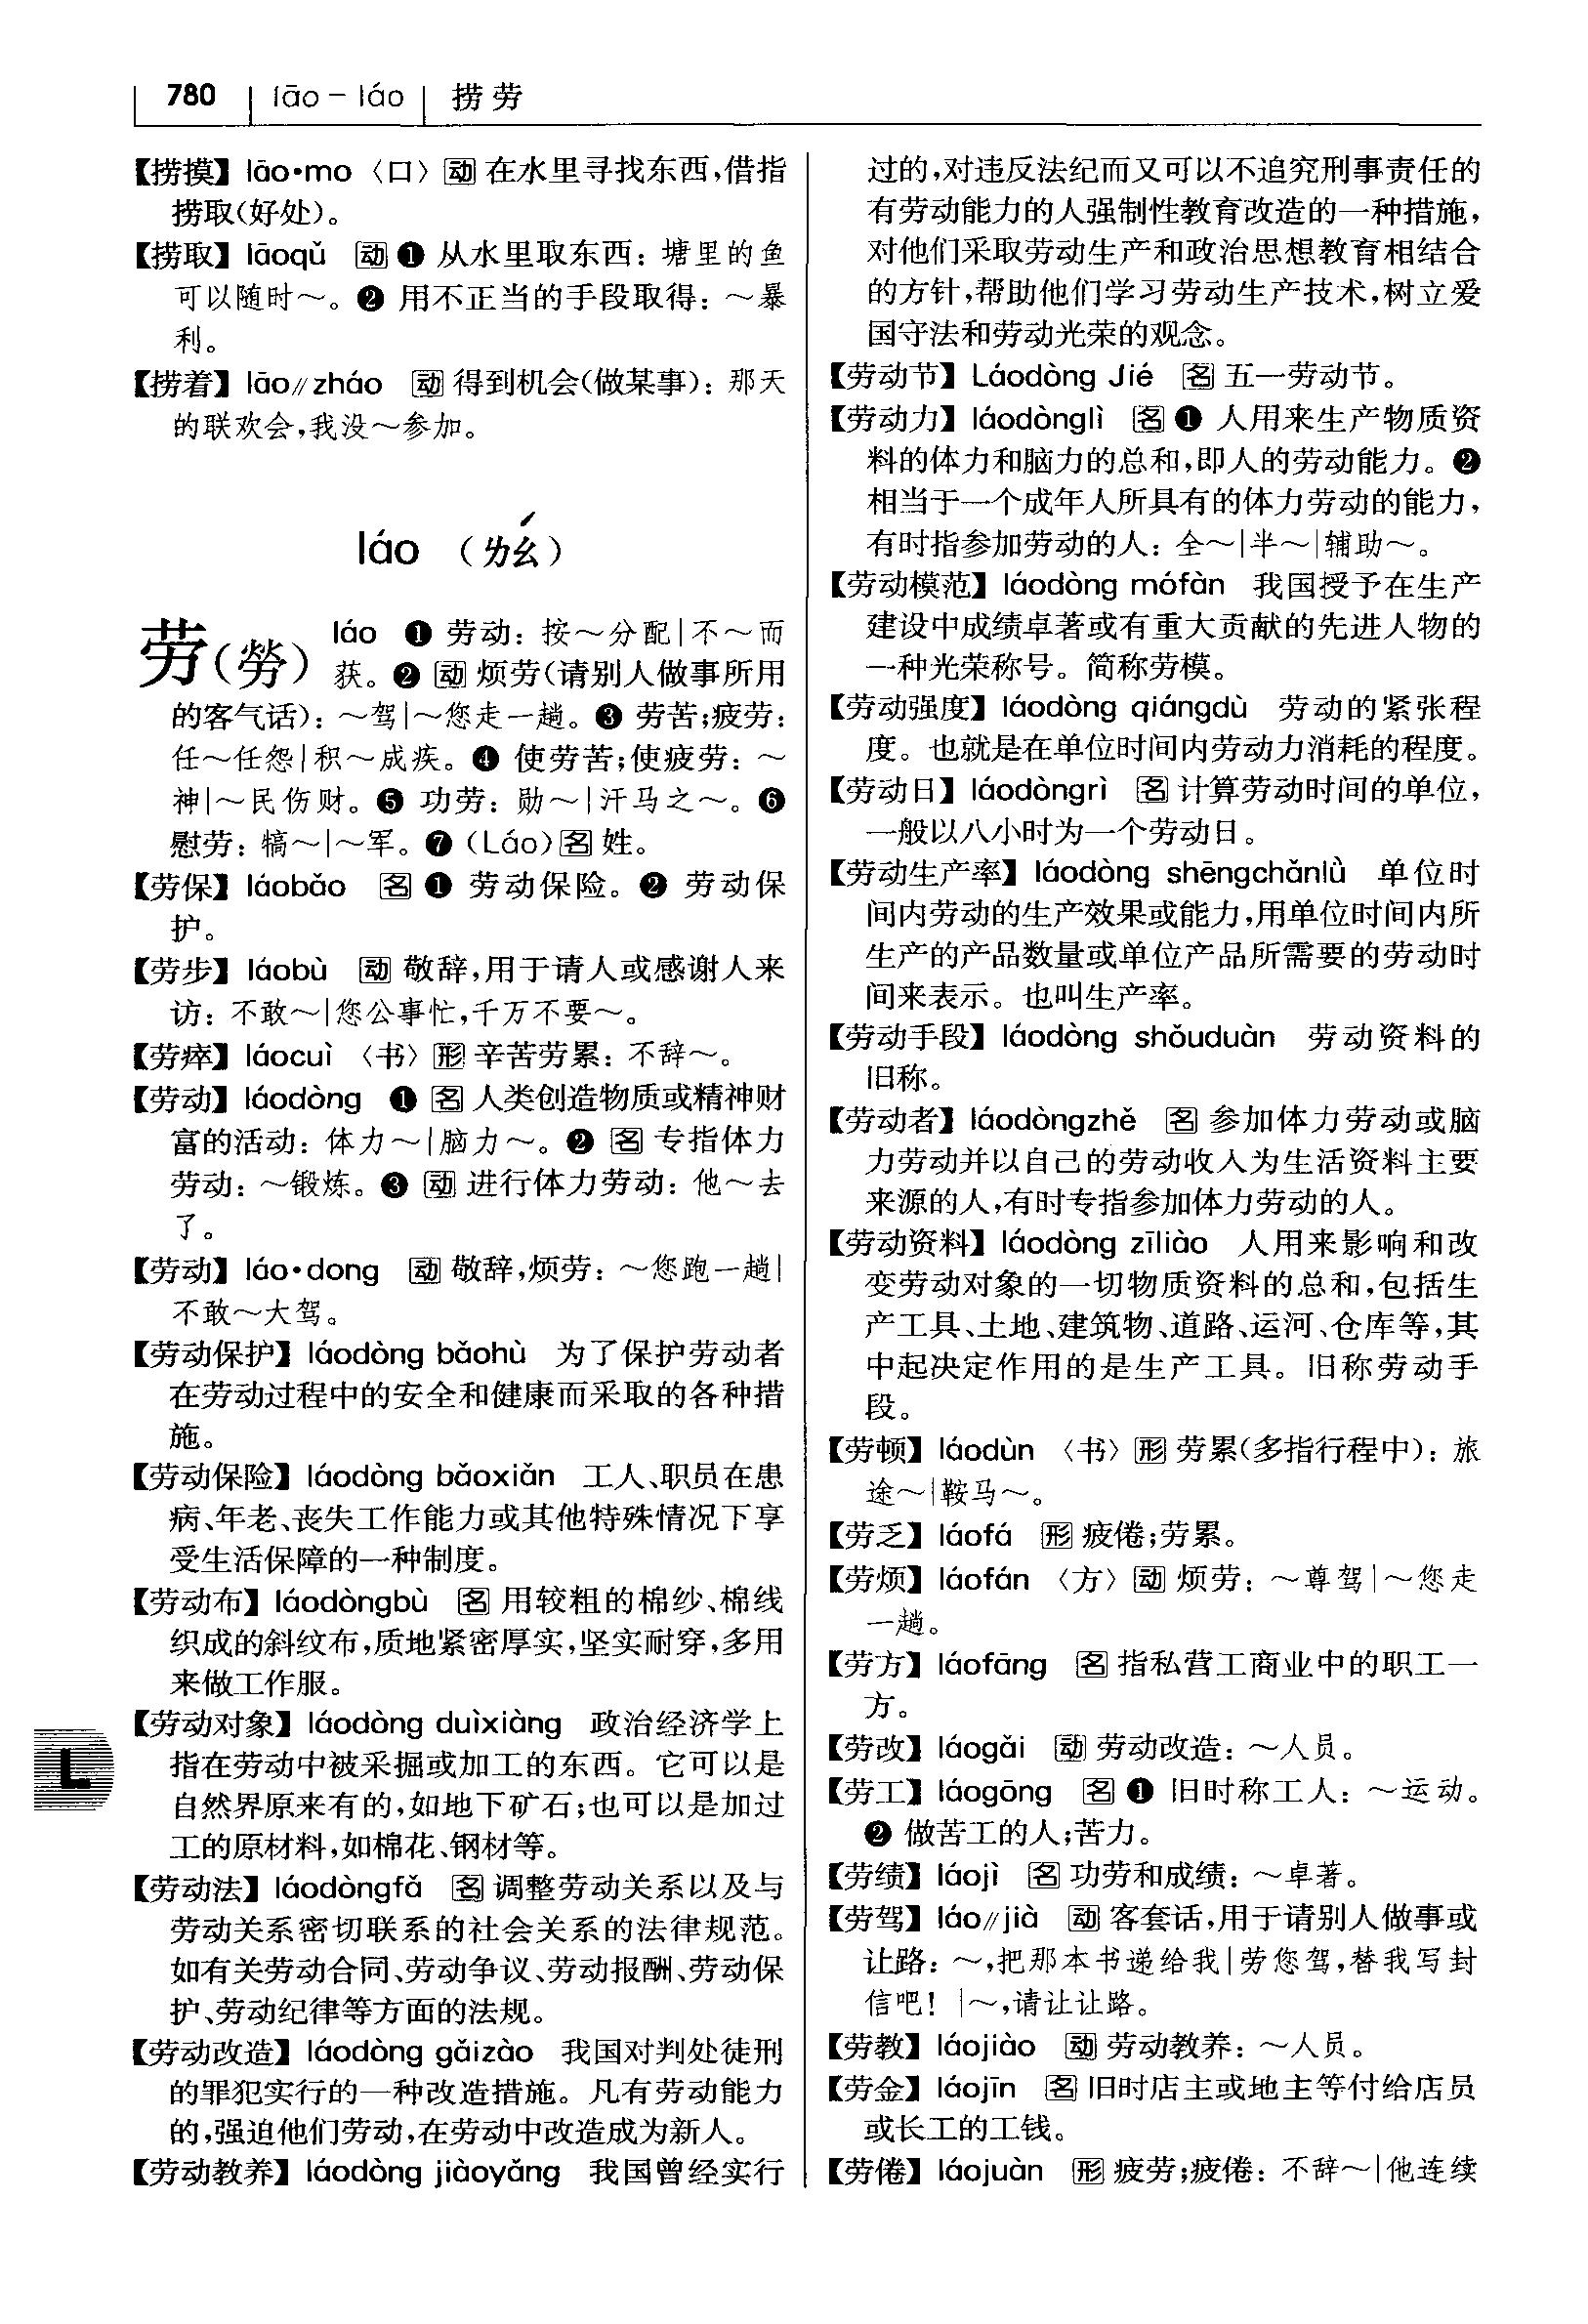 780 lāo – láo 捞劳
【捞摸】lāo•mo〈口〉动 在水里寻找东西,借指
捞取(好处)。
【捞取】lāoqǔ 动 ❶ 从水里取东西：塘里的鱼
可以随时～。❷ 用不正当的手段取得：～暴
利。
【捞着】lāo∥zháo 动 得到机会(做某事)：那天
的联欢会,我没～参加。
láo （ㄌㄠˊ）
劳(勞) láo ❶ 劳动：按～分配|不～而
获。❷ 动 烦劳(请别人做事所用
的客气话)：～驾|～您走一趟。❸ 劳苦;疲劳：
任～任怨|积～成疾。❹ 使劳苦;使疲劳：～
神|～民伤财。❺ 功劳：勋～|汗马之～。❻
慰劳：犒～|～军。❼ (Láo) 名 姓。
【劳保】láobǎo 名 ❶ 劳动保险。❷ 劳动保
护。
【劳步】láobù 动 敬辞,用于请人或感谢人来
访：不敢～|您公事忙,千万不要～。
【劳瘁】láocuì〈书〉形 辛苦劳累：不辞～。
【劳动】láodòng ❶ 名 人类创造物质或精神财
富的活动：体力～|脑力～。❷ 名 专指体力
劳动：～锻炼。❸ 动 进行体力劳动：他～去
了。
【劳动】láo•dong 动 敬辞,烦劳：～您跑一趟|
不敢～大驾。
【劳动保护】láodòng bǎohù 为了保护劳动者
在劳动过程中的安全和健康而采取的各种措
施。
【劳动保险】láodòng bǎoxiǎn 工人、职员在患
病、年老、丧失工作能力或其他特殊情况下享
受生活保障的一种制度。
【劳动布】láodòngbù 名 用较粗的棉纱、棉线
织成的斜纹布,质地紧密厚实,坚实耐穿,多用
来做工作服。
【劳动对象】láodòng duìxiàng 政治经济学上
指在劳动中被采掘或加工的东西。它可以是
自然界原来有的,如地下矿石;也可以是加过
工的原材料,如棉花、钢材等。
【劳动法】láodòngfǎ 名 调整劳动关系以及与
劳动关系密切联系的社会关系的法律规范。
如有关劳动合同、劳动争议、劳动报酬、劳动保
护、劳动纪律等方面的法规。
【劳动改造】láodòng gǎizào 我国对判处徒刑
的罪犯实行的一种改造措施。凡有劳动能力
的,强迫他们劳动,在劳动中改造成为新人。
【劳动教养】láodòng jiàoyǎng 我国曾经实行
L
过的,对违反法纪而又可以不追究刑事责任的
有劳动能力的人强制性教育改造的一种措施,
对他们采取劳动生产和政治思想教育相结合
的方针,帮助他们学习劳动生产技术,树立爱
国守法和劳动光荣的观念。
【劳动节】Láodòng Jié 名 五一劳动节。
【劳动力】láodònglì 名 ❶ 人用来生产物质资
料的体力和脑力的总和,即人的劳动能力。❷
相当于一个成年人所具有的体力劳动的能力,
有时指参加劳动的人：全～|半～|辅助～。
【劳动模范】láodòng mófàn 我国授予在生产
建设中成绩卓著或有重大贡献的先进人物的
一种光荣称号。简称劳模。
【劳动强度】láodòng qiángdù 劳动的紧张程
度。也就是在单位时间内劳动力消耗的程度。
【劳动日】láodòngrì 名 计算劳动时间的单位,
一般以八小时为一个劳动日。
【劳动生产率】láodòng shēngchǎnlǜ 单位时
间内劳动的生产效果或能力,用单位时间内所
生产的产品数量或单位产品所需要的劳动时
间来表示。也叫生产率。
【劳动手段】láodòng shǒuduàn 劳动资料的
旧称。
【劳动者】láodòngzhě 名 参加体力劳动或脑
力劳动并以自己的劳动收入为生活资料主要
来源的人,有时专指参加体力劳动的人。
【劳动资料】láodòng zīliào 人用来影响和改
变劳动对象的一切物质资料的总和,包括生
产工具、土地、建筑物、道路、运河、仓库等,其
中起决定作用的是生产工具。旧称劳动手
段。
【劳顿】láodùn〈书〉形 劳累(多指行程中)：旅
途～|鞍马～。
【劳乏】láofá 形 疲倦;劳累。
【劳烦】láofán〈方〉动 烦劳：～尊驾|～您走
一趟。
【劳方】láofāng 名 指私营工商业中的职工一
方。
【劳改】láogǎi 动 劳动改造：～人员。
【劳工】láogōng 名 ❶ 旧时称工人：～运动。
❷ 做苦工的人;苦力。
【劳绩】láojì 名 功劳和成绩：～卓著。
【劳驾】láo∥jià 动 客套话,用于请别人做事或
让路：～,把那本书递给我|劳您驾,替我写封
信吧！|～,请让让路。
【劳教】láojiào 动 劳动教养：～人员。
【劳金】láojīn 名 旧时店主或地主等付给店员
或长工的工钱。
【劳倦】láojuàn 形 疲劳;疲倦：不辞～|他连续